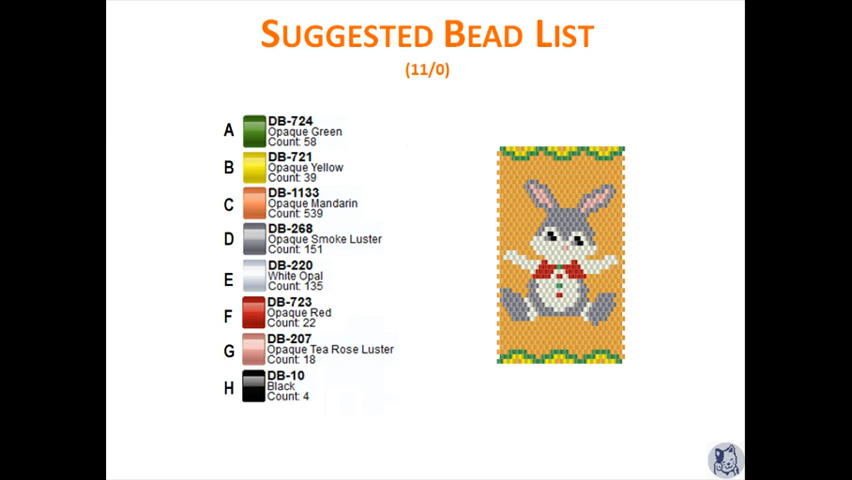 SUGGESTED BEAD LIST
(11/0)
A
DB-724
Opaque Green
Count: 58
B
DB-721
Opaque Yellow
Count: 39
C
DB-1133
Opaque Mandarin
Count: 539
D
DB-268
Opaque Smoke Luster
Count: 151
E
DB-220
White Opal
Count: 135
F
DB-723
Opaque Red
Count: 22
G
DB-207
Opaque Tea Rose Luster
Count: 18
H
DB-10
Black
Count: 4